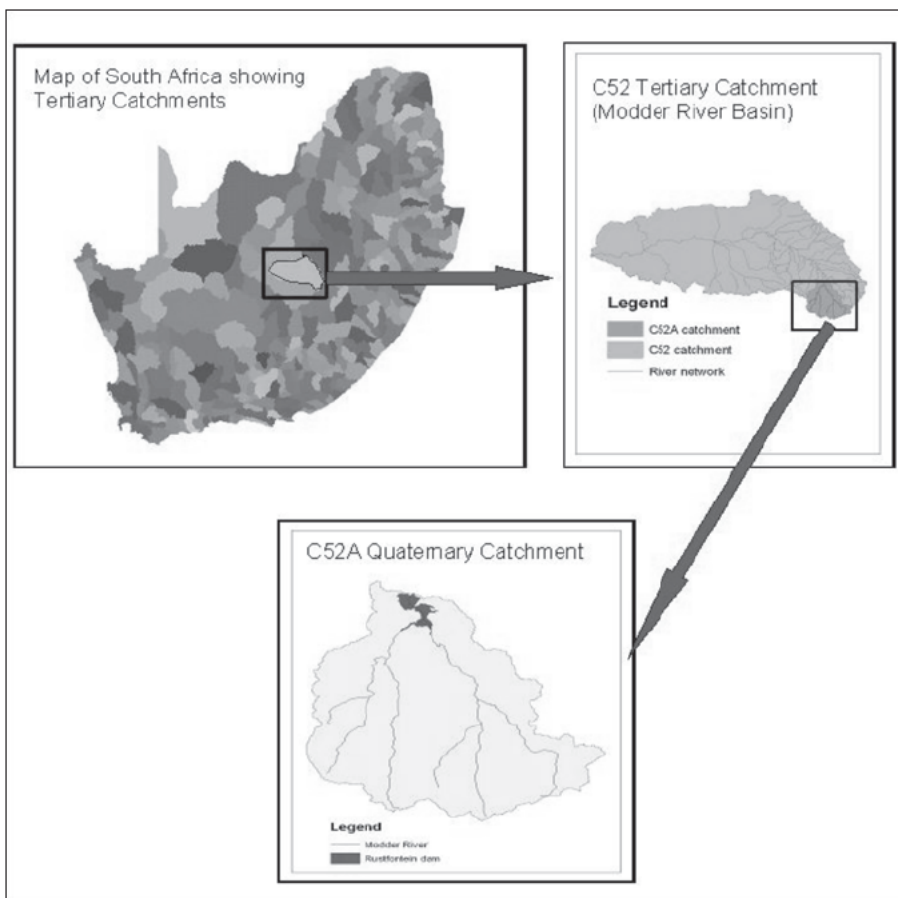 Map of South Africa showing
Tertiary Catchments
C52 Tertiary Catchment
(Modder River Basin)
Legend
C52A catchment
C52 catchment
River network
C52A Quaternary Catchment
Legend
Modder River
Rustfontein dam